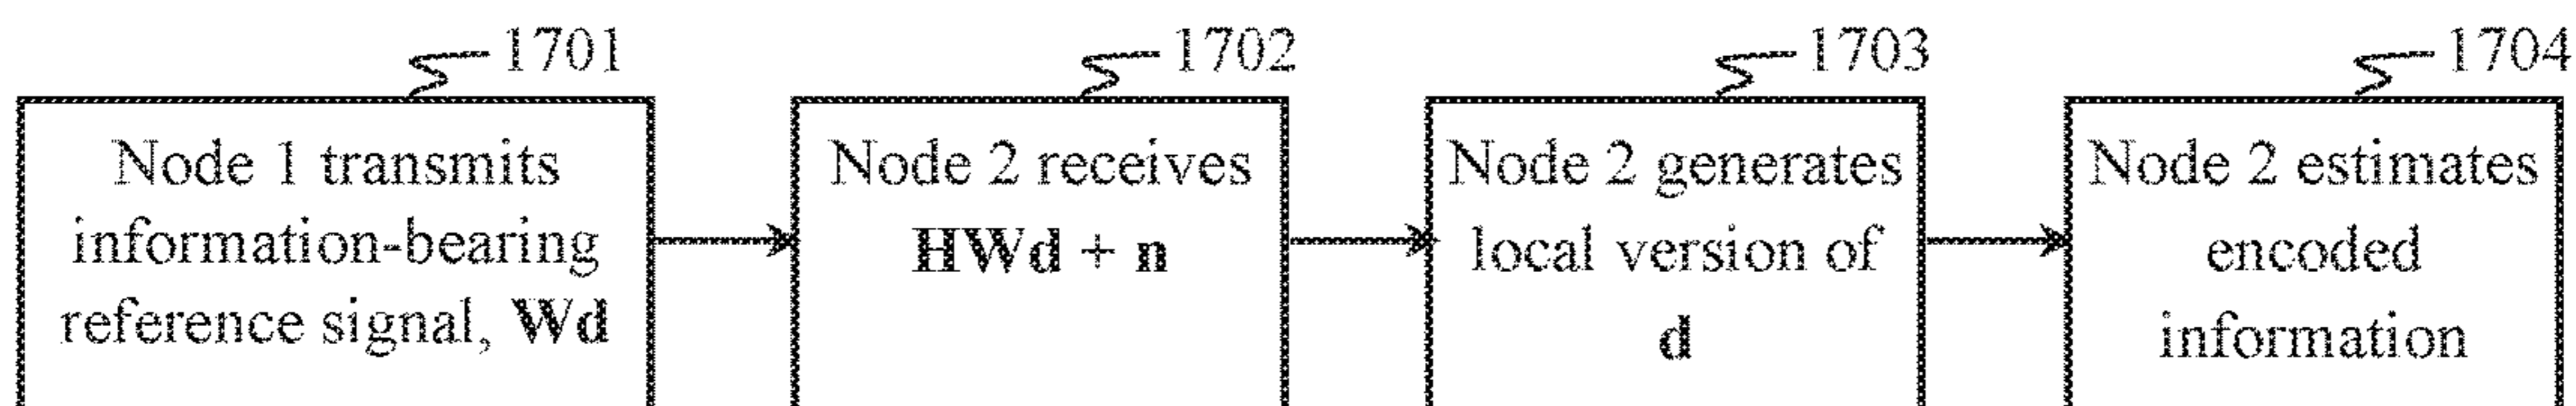 1701
Node 1 transmits
information-bearing
reference signal, Wd
1702
Node 2 receives
HWd + n
1703
Node 2 generates
local version of
d
1704
Node 2 estimates
encoded
information